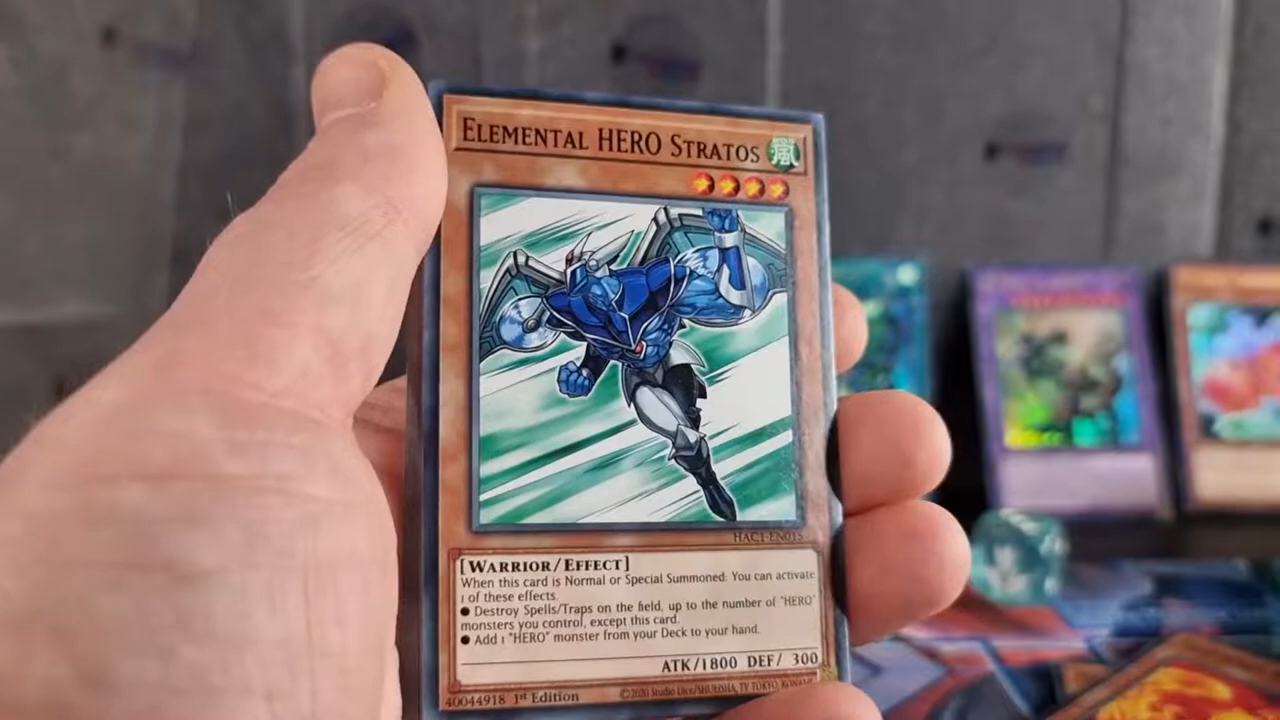 ELEMENTAL HERO STRATOS
風
HAC1-EN015
[WARRIOR/EFFECT]
When this card is Normal or Special Summoned: You can activate
1 of these effects.
● Destroy Spells/Traps on the field, up to the number of "HERO"
monsters you control, except this card.
● Add 1 "HERO" monster from your Deck to your hand.
ATK/1800 DEF/ 300
40044918 1st Edition ©2020 Studio Dice/SHUEISHA, TV TOKYO, KONAMI